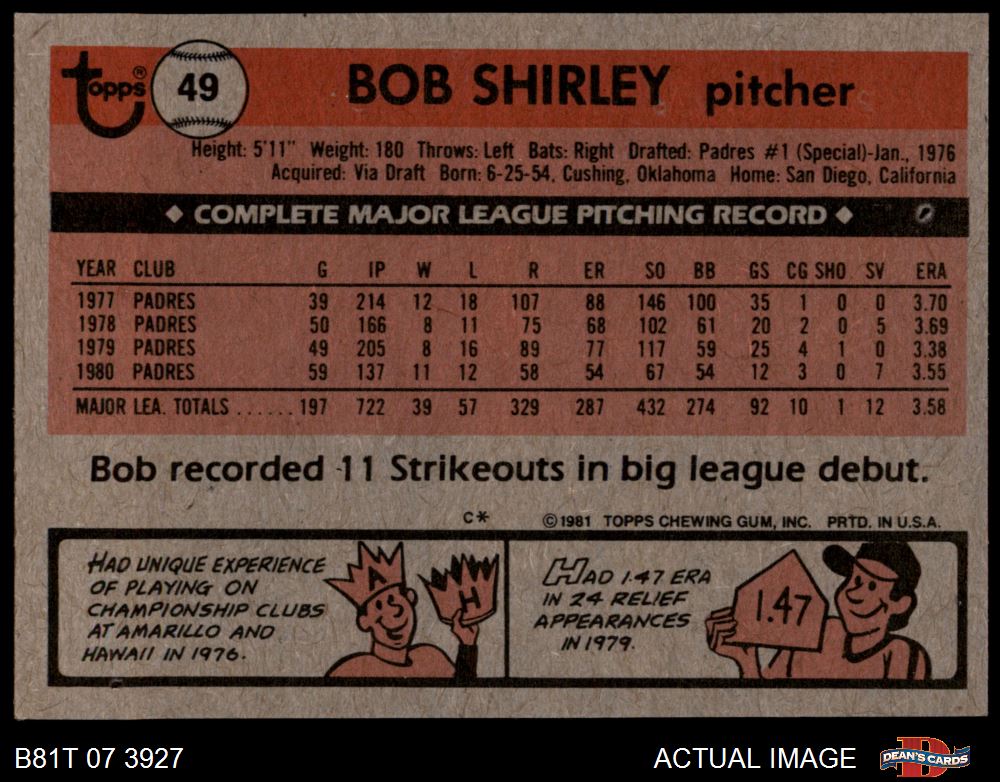 topps® 49 BOB SHIRLEY pitcher
Height: 5'11" Weight: 180 Throws: Left Bats: Right Drafted: Padres #1 (Special)-Jan., 1976
Acquired: Via Draft Born: 6-25-54, Cushing, Oklahoma Home: San Diego, California
◆ COMPLETE MAJOR LEAGUE PITCHING RECORD ◆
YEAR CLUB G IP W L R ER SO BB GS CG SHO SV ERA
1977 PADRES 39 214 12 18 107 88 146 100 35 1 0 0 3.70
1978 PADRES 50 166 8 11 75 68 102 61 20 2 0 5 3.69
1979 PADRES 49 205 8 16 89 77 117 59 25 4 1 0 3.38
1980 PADRES 59 137 11 12 58 54 67 54 12 3 0 7 3.55
MAJOR LEA. TOTALS ...... 197 722 39 57 329 287 432 274 92 10 1 12 3.58
Bob recorded 11 Strikeouts in big league debut.
C* ©1981 TOPPS CHEWING GUM, INC. PRTD. IN U.S.A.
HAD UNIQUE EXPERIENCE
OF PLAYING ON
CHAMPIONSHIP CLUBS
AT AMARILLO AND
HAWAII IN 1976.
A
H
HAD 1.47 ERA
IN 24 RELIEF
APPEARANCES
IN 1979.
1.47
B81T 07 3927 ACTUAL IMAGE DEAN'S CARDS